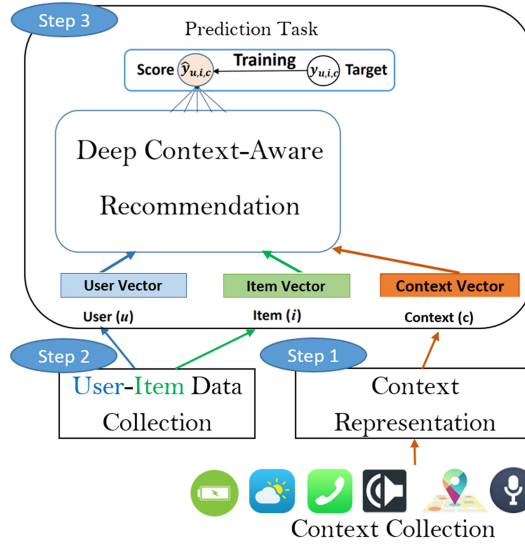 Step 3
Prediction Task
Score ŷu,i,c Training yu,i,c Target
Deep Context-Aware
Recommendation
User Vector Item Vector Context Vector
User (u) Item (i) Context (c)
Step 2 Step 1
User-Item Data
Collection
Context
Representation
Context Collection